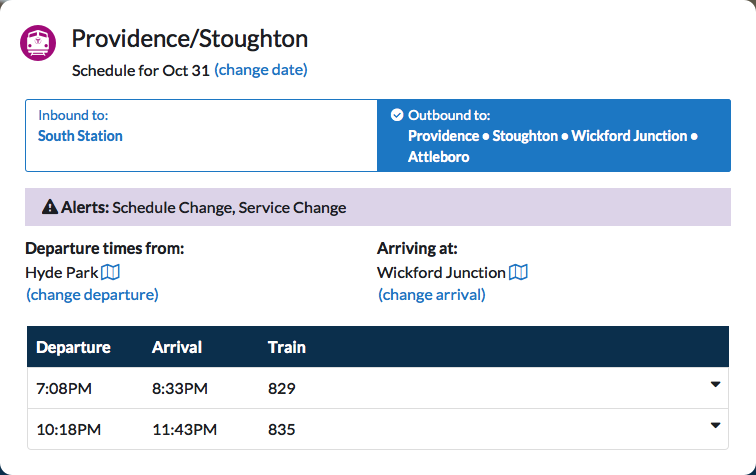 Providence/Stoughton
Schedule for Oct 31 (change date)
Inbound to:
South Station
Outbound to:
Providence • Stoughton • Wickford Junction •
Attleboro
Alerts: Schedule Change, Service Change
Departure times from:
Hyde Park
(change departure)
Arriving at:
Wickford Junction
(change arrival)
Departure Arrival Train
7:08PM 8:33PM 829
10:18PM 11:43PM 835